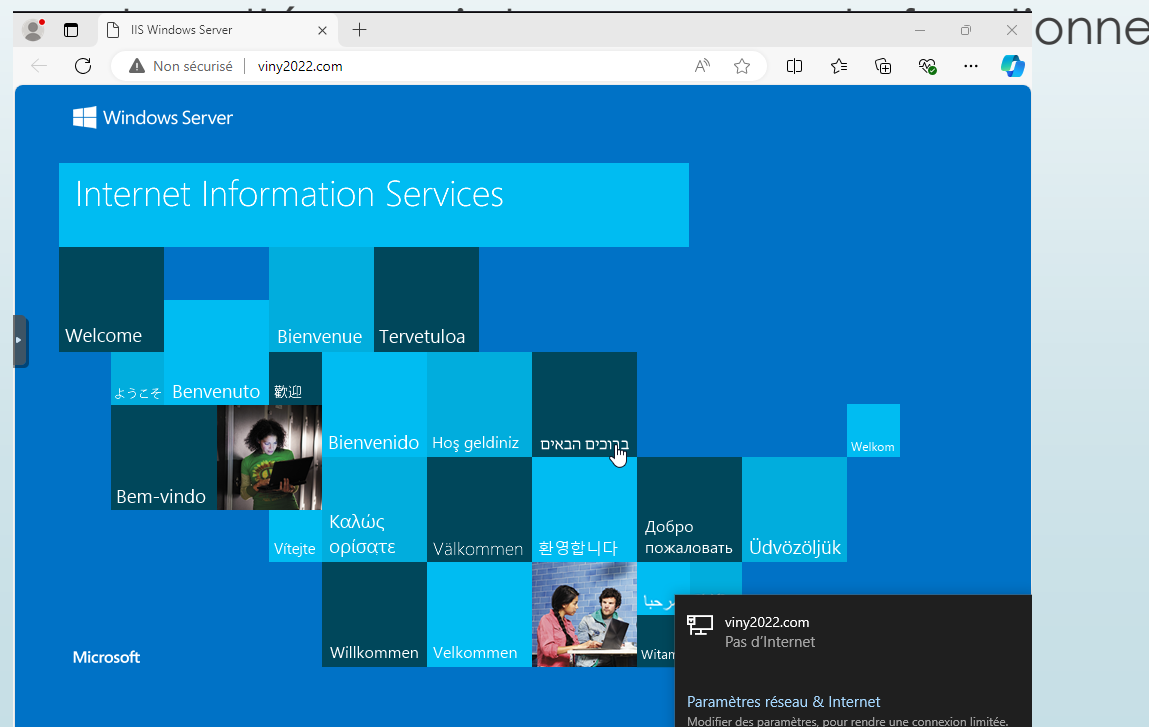 onne
IIS Windows Server
Non sécurisé viny2022.com
Windows Server
Internet Information Services
Welcome
Bienvenue
Tervetuloa
ようこそ
Benvenuto
歡迎
Bienvenido
Hoş geldiniz
ברוכים הבאים
Welkom
Bem-vindo
Vítejte
Καλώς
ορίσατε
Välkommen
환영합니다
Добро
пожаловать
Üdvözöljük
Microsoft
Willkommen
Velkommen
viny2022.com
Pas d’Internet
Paramètres réseau & Internet
Modifier des paramètres, pour rendre une connexion limitée.